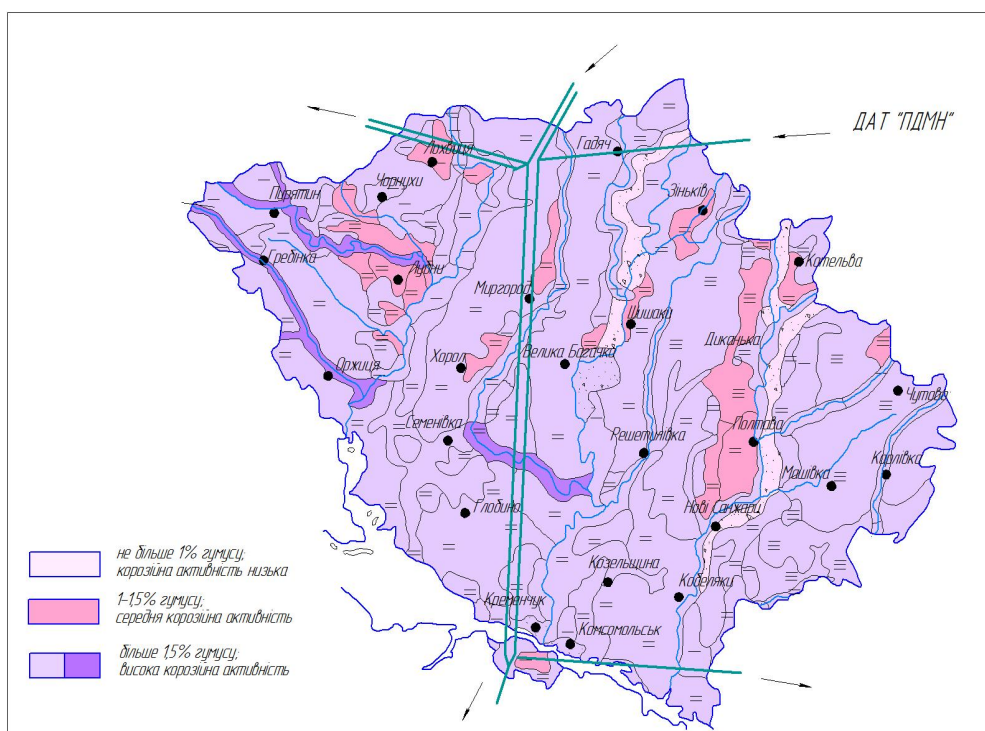 ДАТ "ПДМН"
Гадяч
Лохвиця
Зіньків
Чорнухи
Пирятин
Гребінка
Котельва
Лубни
Миргород
Шишаки
Диканька
Велика Багачка
Хорол
Оржиця
Чутово
Семенівка
Решетилівка
Полтава
Карлівка
Машівка
Глобина
Нові Санжари
не більше 1% гумусу;
корозійна активність низька
Козельщина
1-1,5% гумусу;
середня корозійна активність
Кобеляки
Кременчук
Комсомольськ
більше 1,5% гумусу;
висока корозійна активність